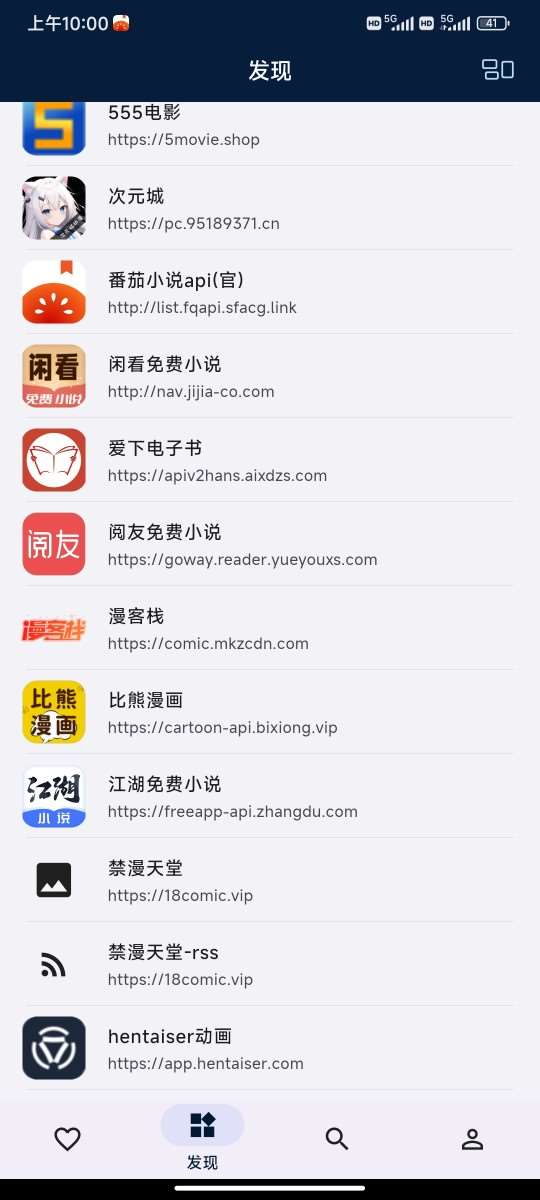 上午10:00
HD 5G HD 5G 41
发现
555电影
https://5movie.shop
次元城
https://pc.95189371.cn
番茄小说api(官)
http://list.fqapi.sfacg.link
闲看
免费小说
闲看免费小说
http://nav.jijia-co.com
爱下电子书
https://apiv2hans.aixdzs.com
阅友
阅友免费小说
https://goway.reader.yueyouxs.com
漫客栈
漫客栈
https://comic.mkzcdn.com
比熊
漫画
比熊漫画
https://cartoon-api.bixiong.vip
江湖
小说
江湖免费小说
https://freeapp-api.zhangdu.com
禁漫天堂
https://18comic.vip
禁漫天堂-rss
https://18comic.vip
hentaiser动画
https://app.hentaiser.com
发现